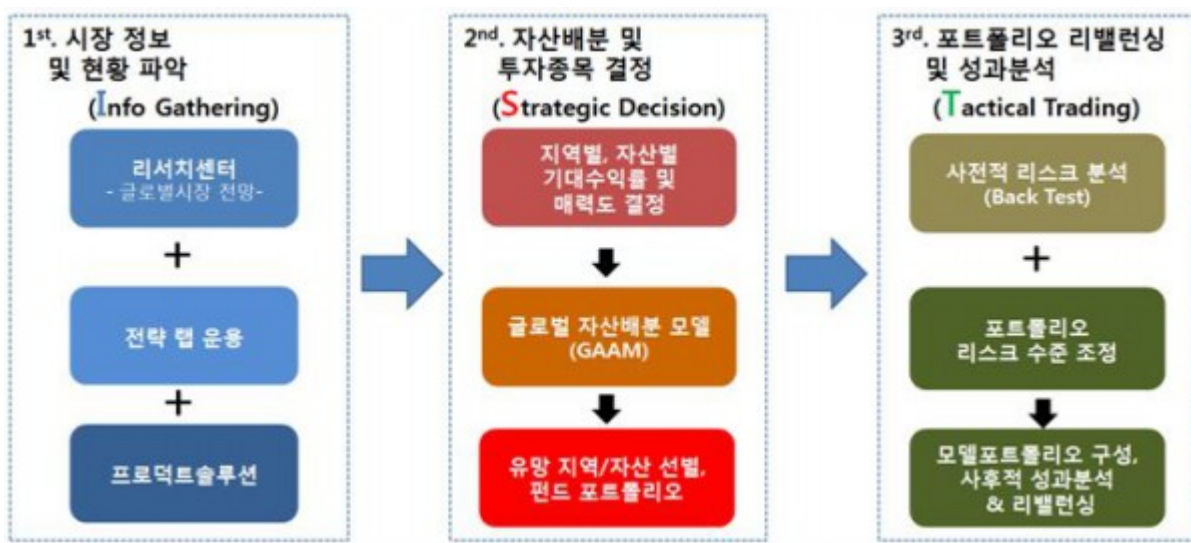 1st. 시장 정보
및 현황 파악
(Info Gathering)
리서치센터
- 글로벌시장 전망-
+
전략 랩 운용
+
프로덕트솔루션
2nd. 자산배분 및
투자종목 결정
(Strategic Decision)
지역별, 자산별
기대수익률 및
매력도 결정
글로벌 자산배분 모델
(GAAM)
유망 지역/자산 선별,
펀드 포트폴리오
3rd. 포트폴리오 리밸런싱
및 성과분석
(Tactical Trading)
사전적 리스크 분석
(Back Test)
+
포트폴리오
리스크 수준 조정
모델포트폴리오 구성,
사후적 성과분석
& 리밸런싱